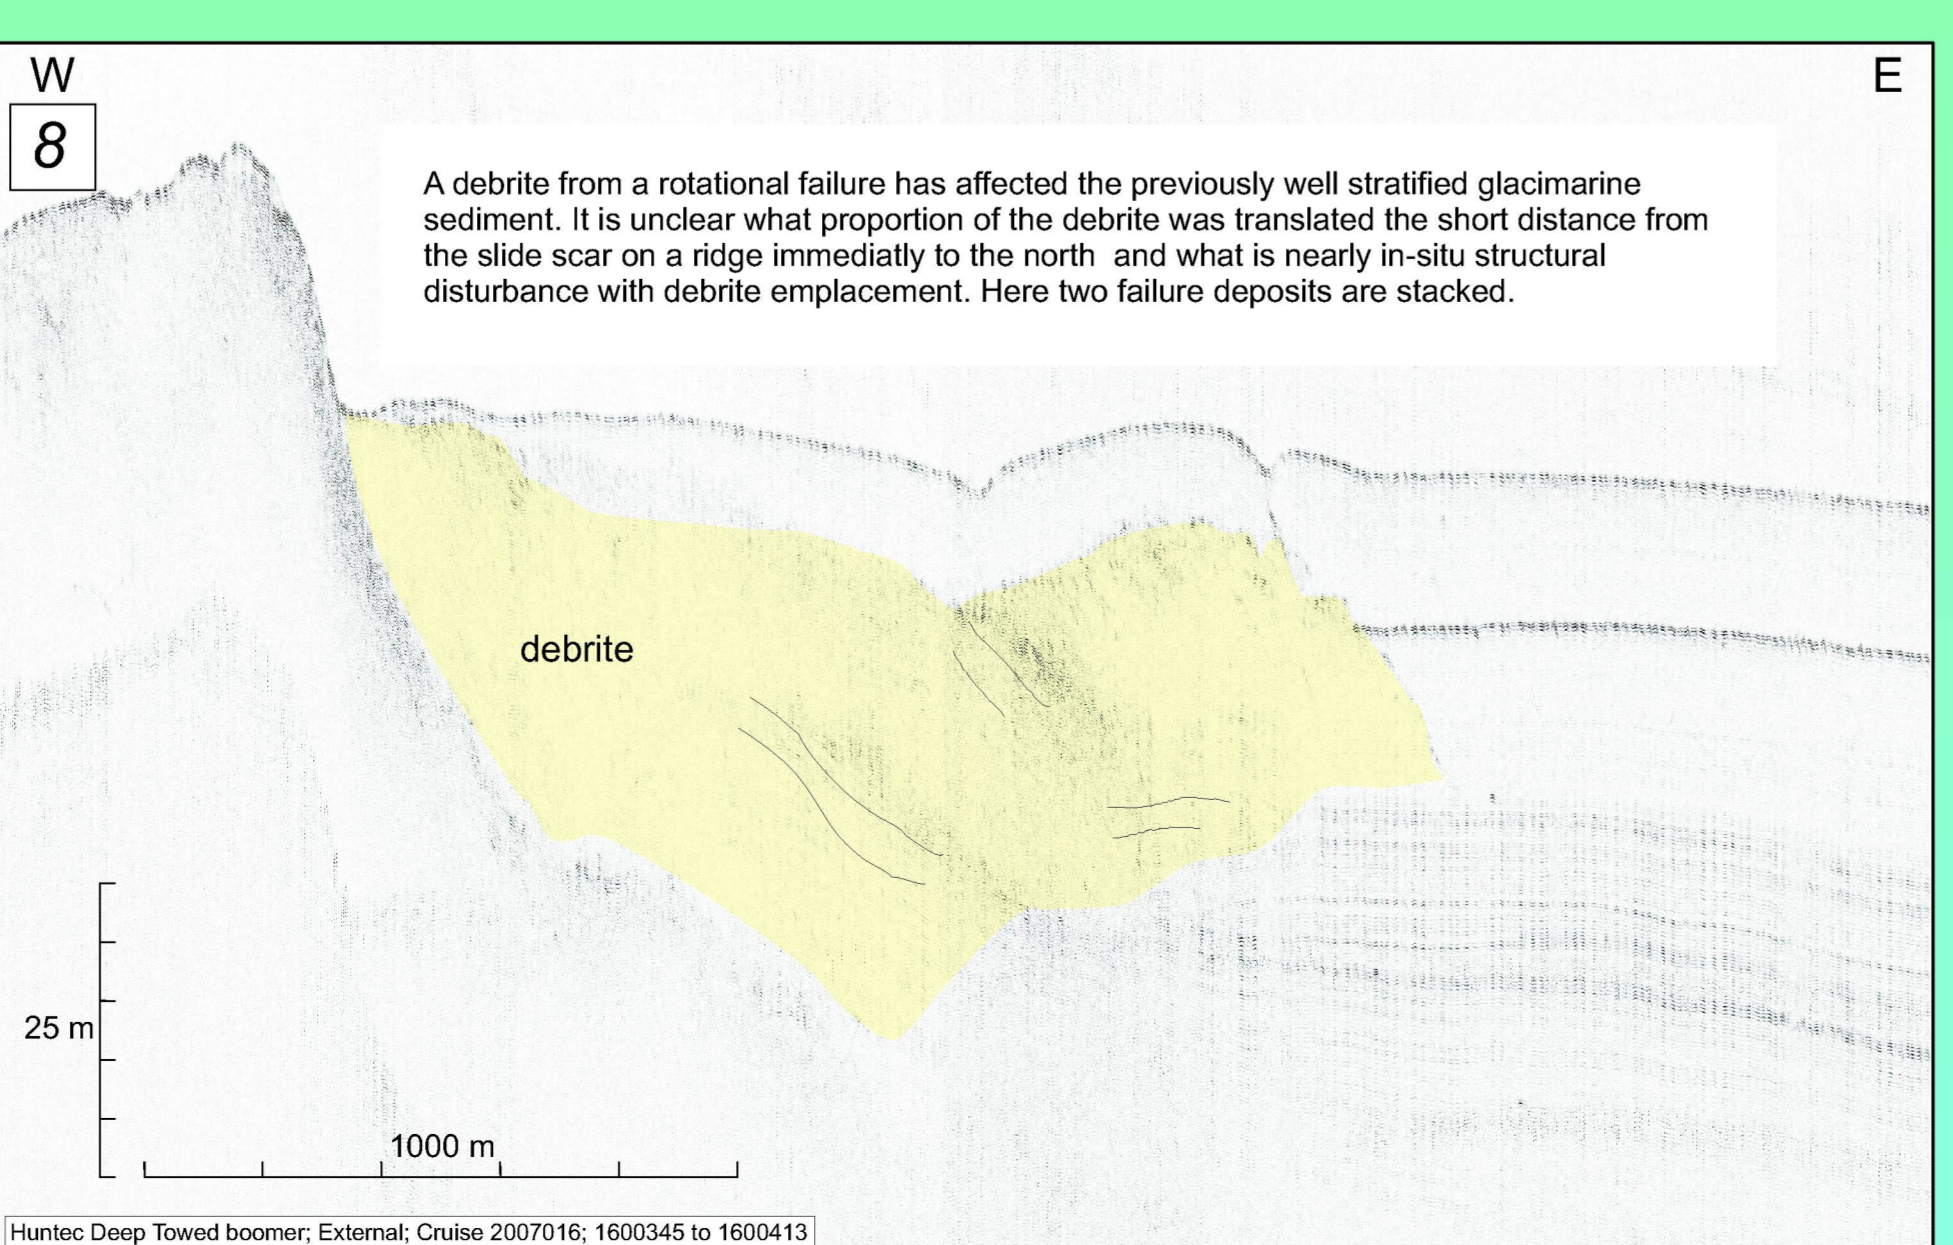 W
E
8
A debrite from a rotational failure has affected the previously well stratified glacimarine
sediment. It is unclear what proportion of the debrite was translated the short distance from
the slide scar on a ridge immediatly to the north  and what is nearly in-situ structural
disturbance with debrite emplacement. Here two failure deposits are stacked.
debrite
25 m
1000 m
Huntec Deep Towed boomer; External; Cruise 2007016; 1600345 to 1600413